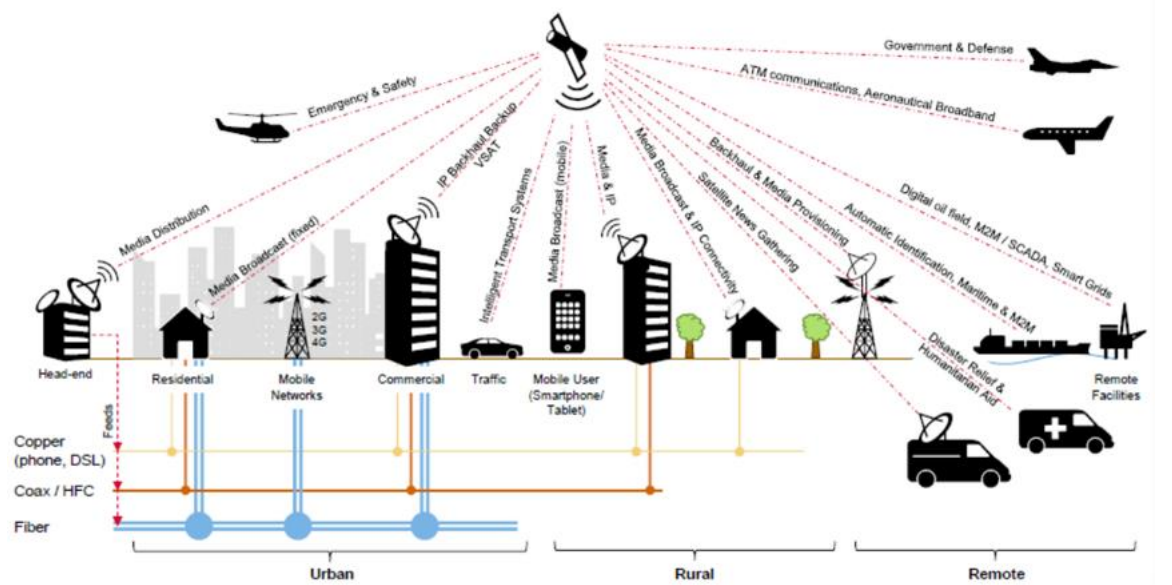 Government & Defense
ATM communications, Aeronautical Broadband
Emergency & Safety
IP Backhaul Backup
VSAT
Media Distribution
Media Broadcast (fixed)
Intelligent Transport Systems
Media Broadcast (mobile)
Media & IP
Media Broadcast & IP Connectivity
Satellite News Gathering
Backhaul & Media Provisioning
Automatic Identification, Maritime & M2M
Digital oil field, M2M / SCADA, Smart Grids
Disaster Relief &
Humanitarian Aid
2G
3G
4G
Head-end
Residential
Mobile
Networks
Commercial
Traffic
Mobile User
(Smartphone/
Tablet)
Remote
Facilities
Feeds
Copper
(phone, DSL)
Coax / HFC
Fiber
Urban
Rural
Remote